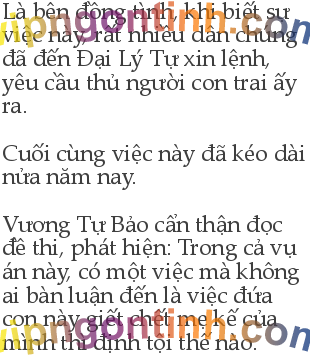 Là bên đồng tình, khi biết sự
việc này, rất nhiều dân chúng
đã đến Đại Lý Tự xin lệnh,
yêu cầu thủ người con trai ấy
ra.
Cuối cùng việc này đã kéo dài
nửa năm nay.
Vương Tự Bảo cẩn thận đọc
đề thi, phát hiện: Trong cả vụ
án này, có một việc mà không
ai bàn luận đến là việc đứa
con này giết chết mẹ kế của
mình thì định tội thế nào.